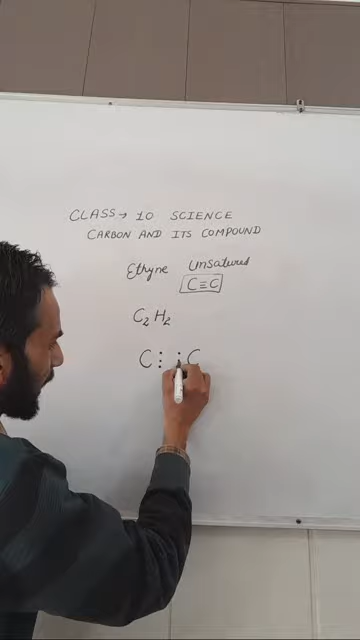 CLASS → 10 SCIENCE
CARBON AND ITS COMPOUND
Ethyne Unsatured
C≡C
C₂H₂
C : : C